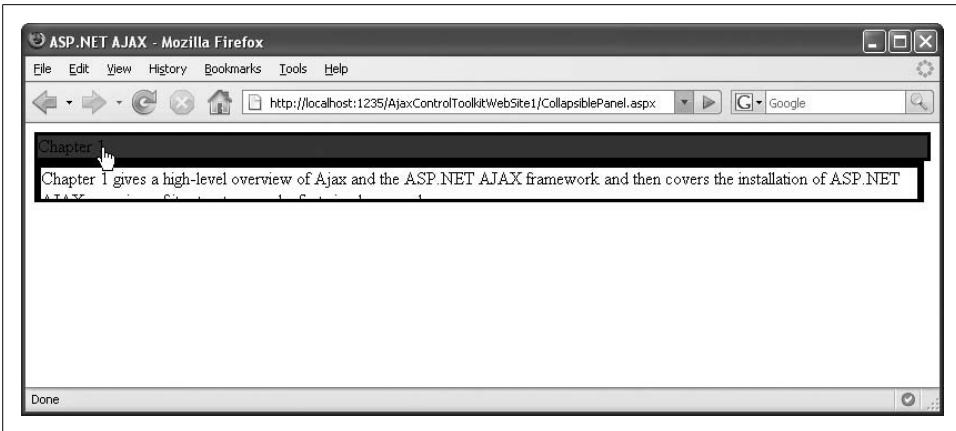 ASP.NET AJAX - Mozilla Firefox
File Edit View History Bookmarks Tools Help
http://localhost:1235/AjaxControlToolkitWebSite1/CollapsiblePanel.aspx G Google
Chapter 1
Chapter 1 gives a high-level overview of Ajax and the ASP.NET AJAX framework and then covers the installation of ASP.NET
Done